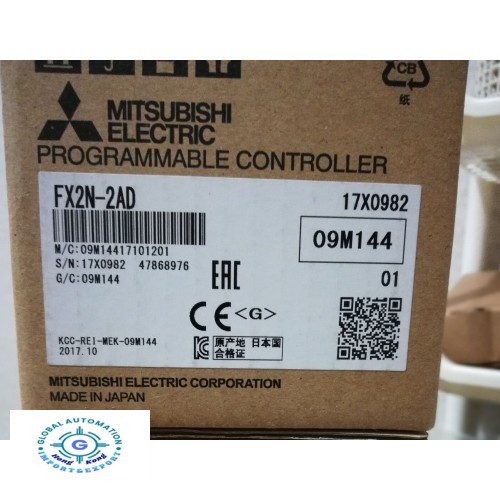 CB
纸
MITSUBISHI
ELECTRIC
PROGRAMMABLE CONTROLLER
FX2N-2AD
17X0982
M/C:09M14417101201
S/N:17X0982 47868976
G/C:09M144
09M144
01
EAC
CE <G>
KCC-REI-MEK-09M144
2017.10
原产地 日本国
合格证
MITSUBISHI ELECTRIC CORPORATION
MADE IN JAPAN
GLOBAL AUTOMATION
G
Hong Kong
IMPORT&EXPORT